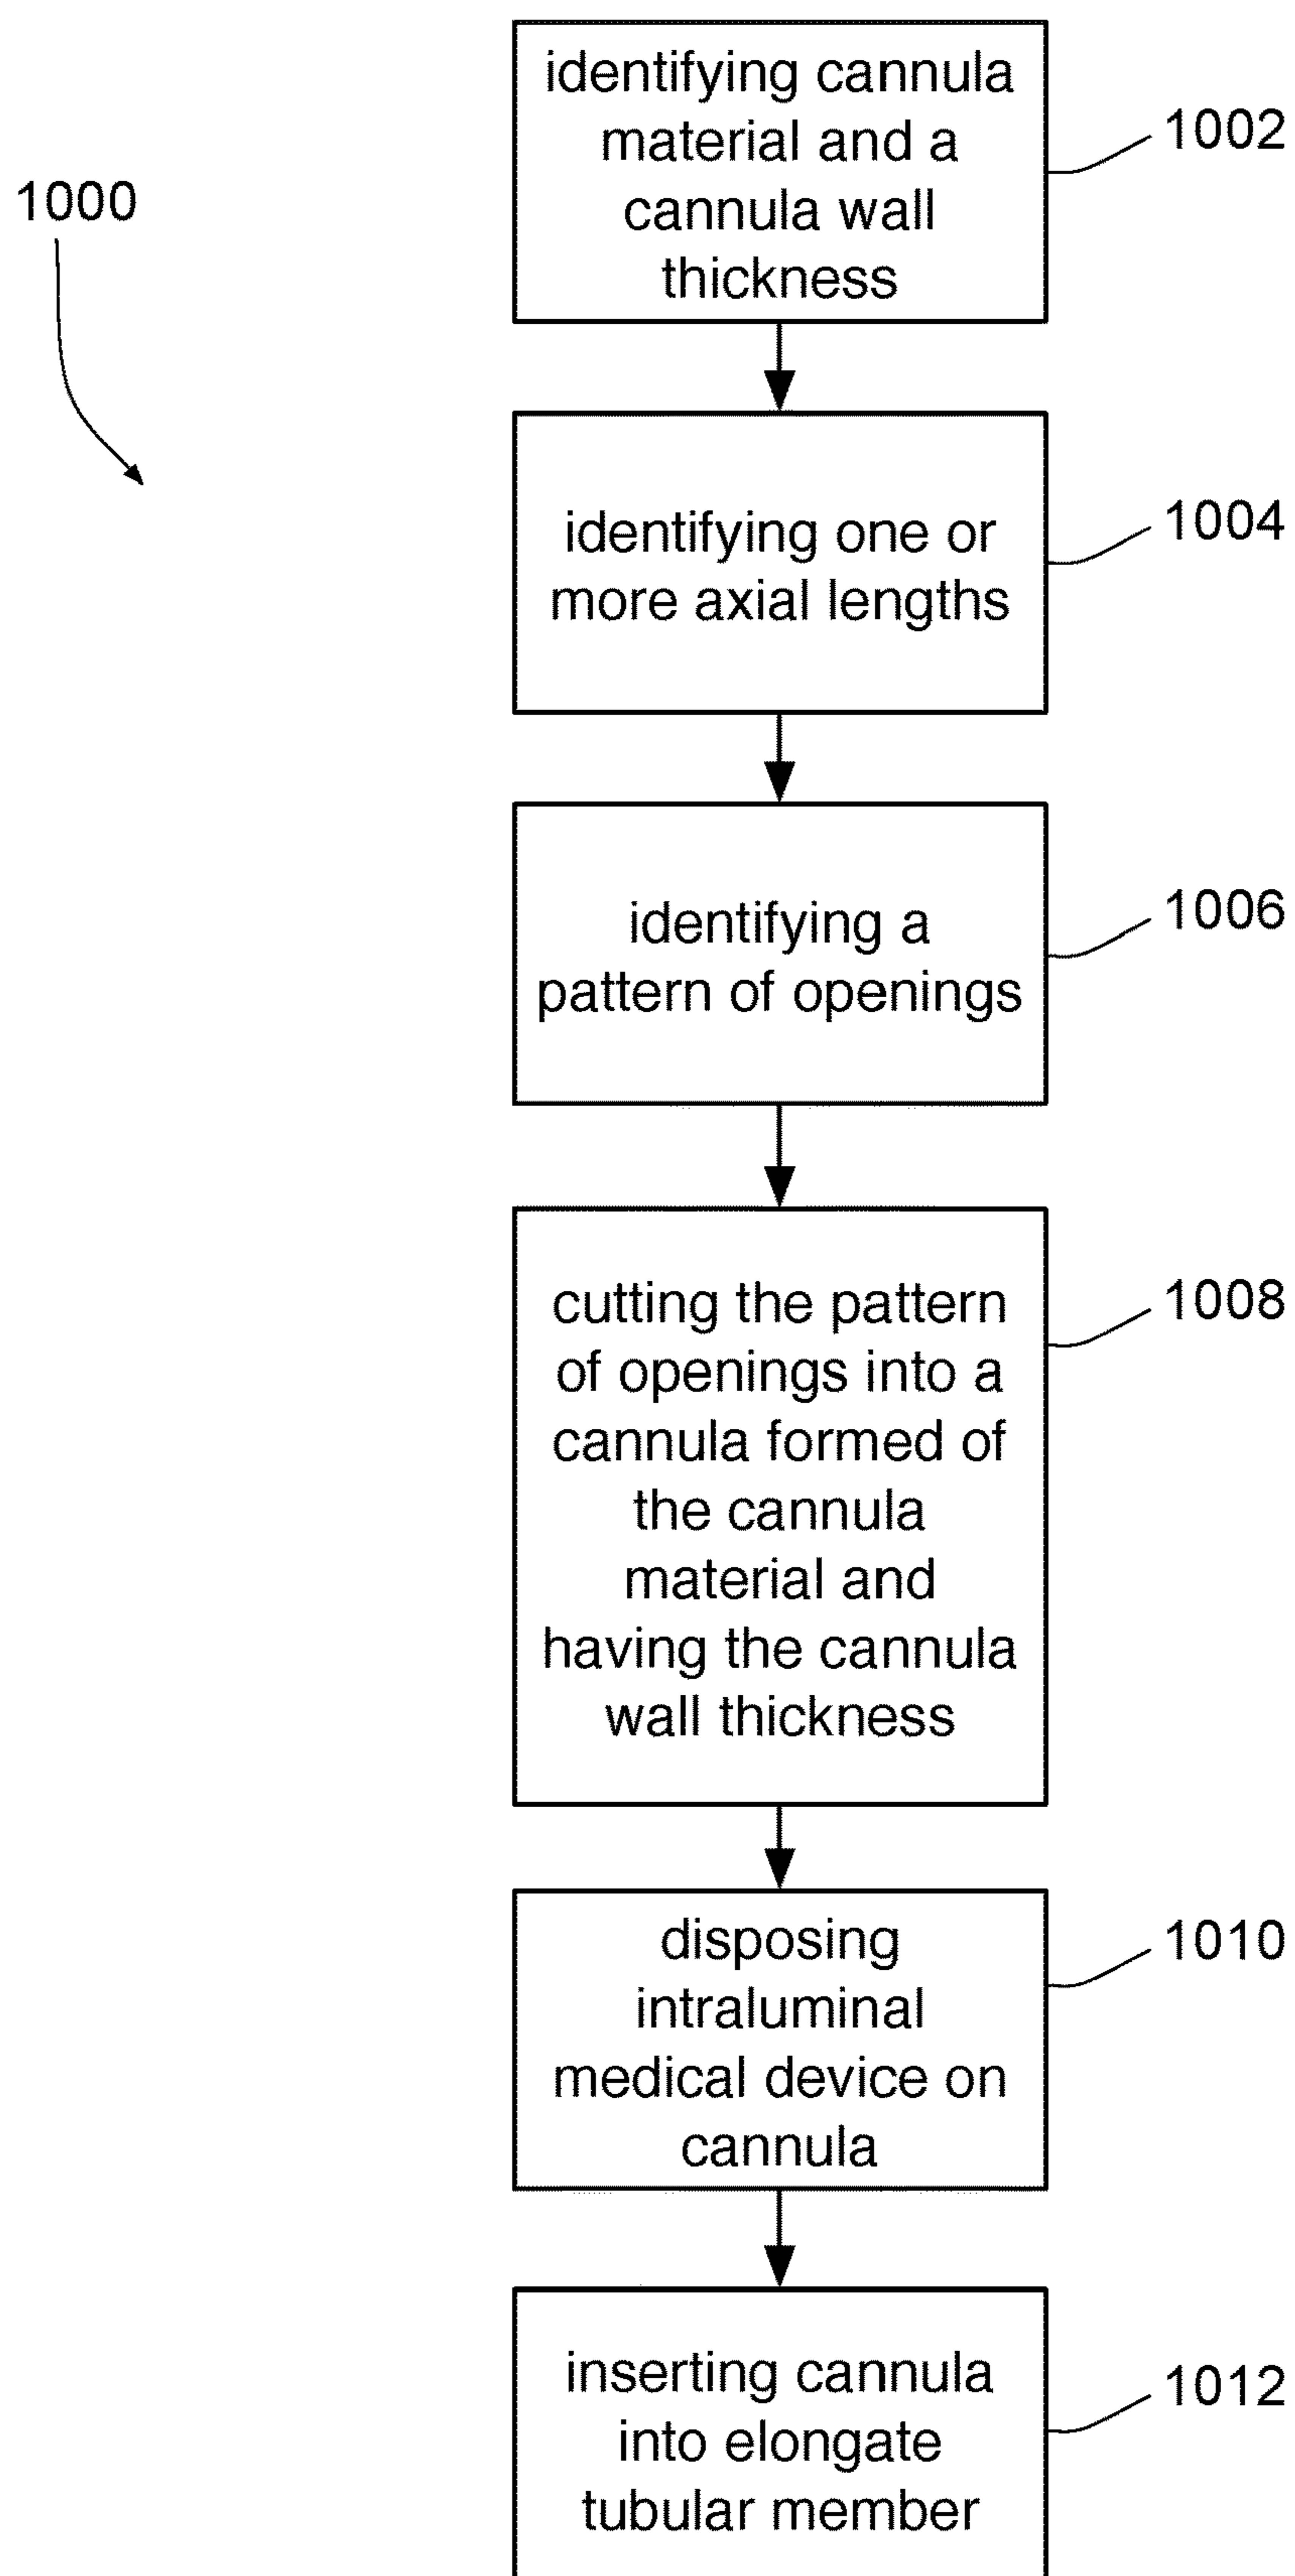 1000
identifying cannula
material and a
cannula wall
thickness
1002
identifying one or
more axial lengths
1004
identifying a
pattern of openings
1006
cutting the pattern
of openings into a
cannula formed of
the cannula
material and
having the cannula
wall thickness
1008
disposing
intraluminal
medical device on
cannula
1010
inserting cannula
into elongate
tubular member
1012